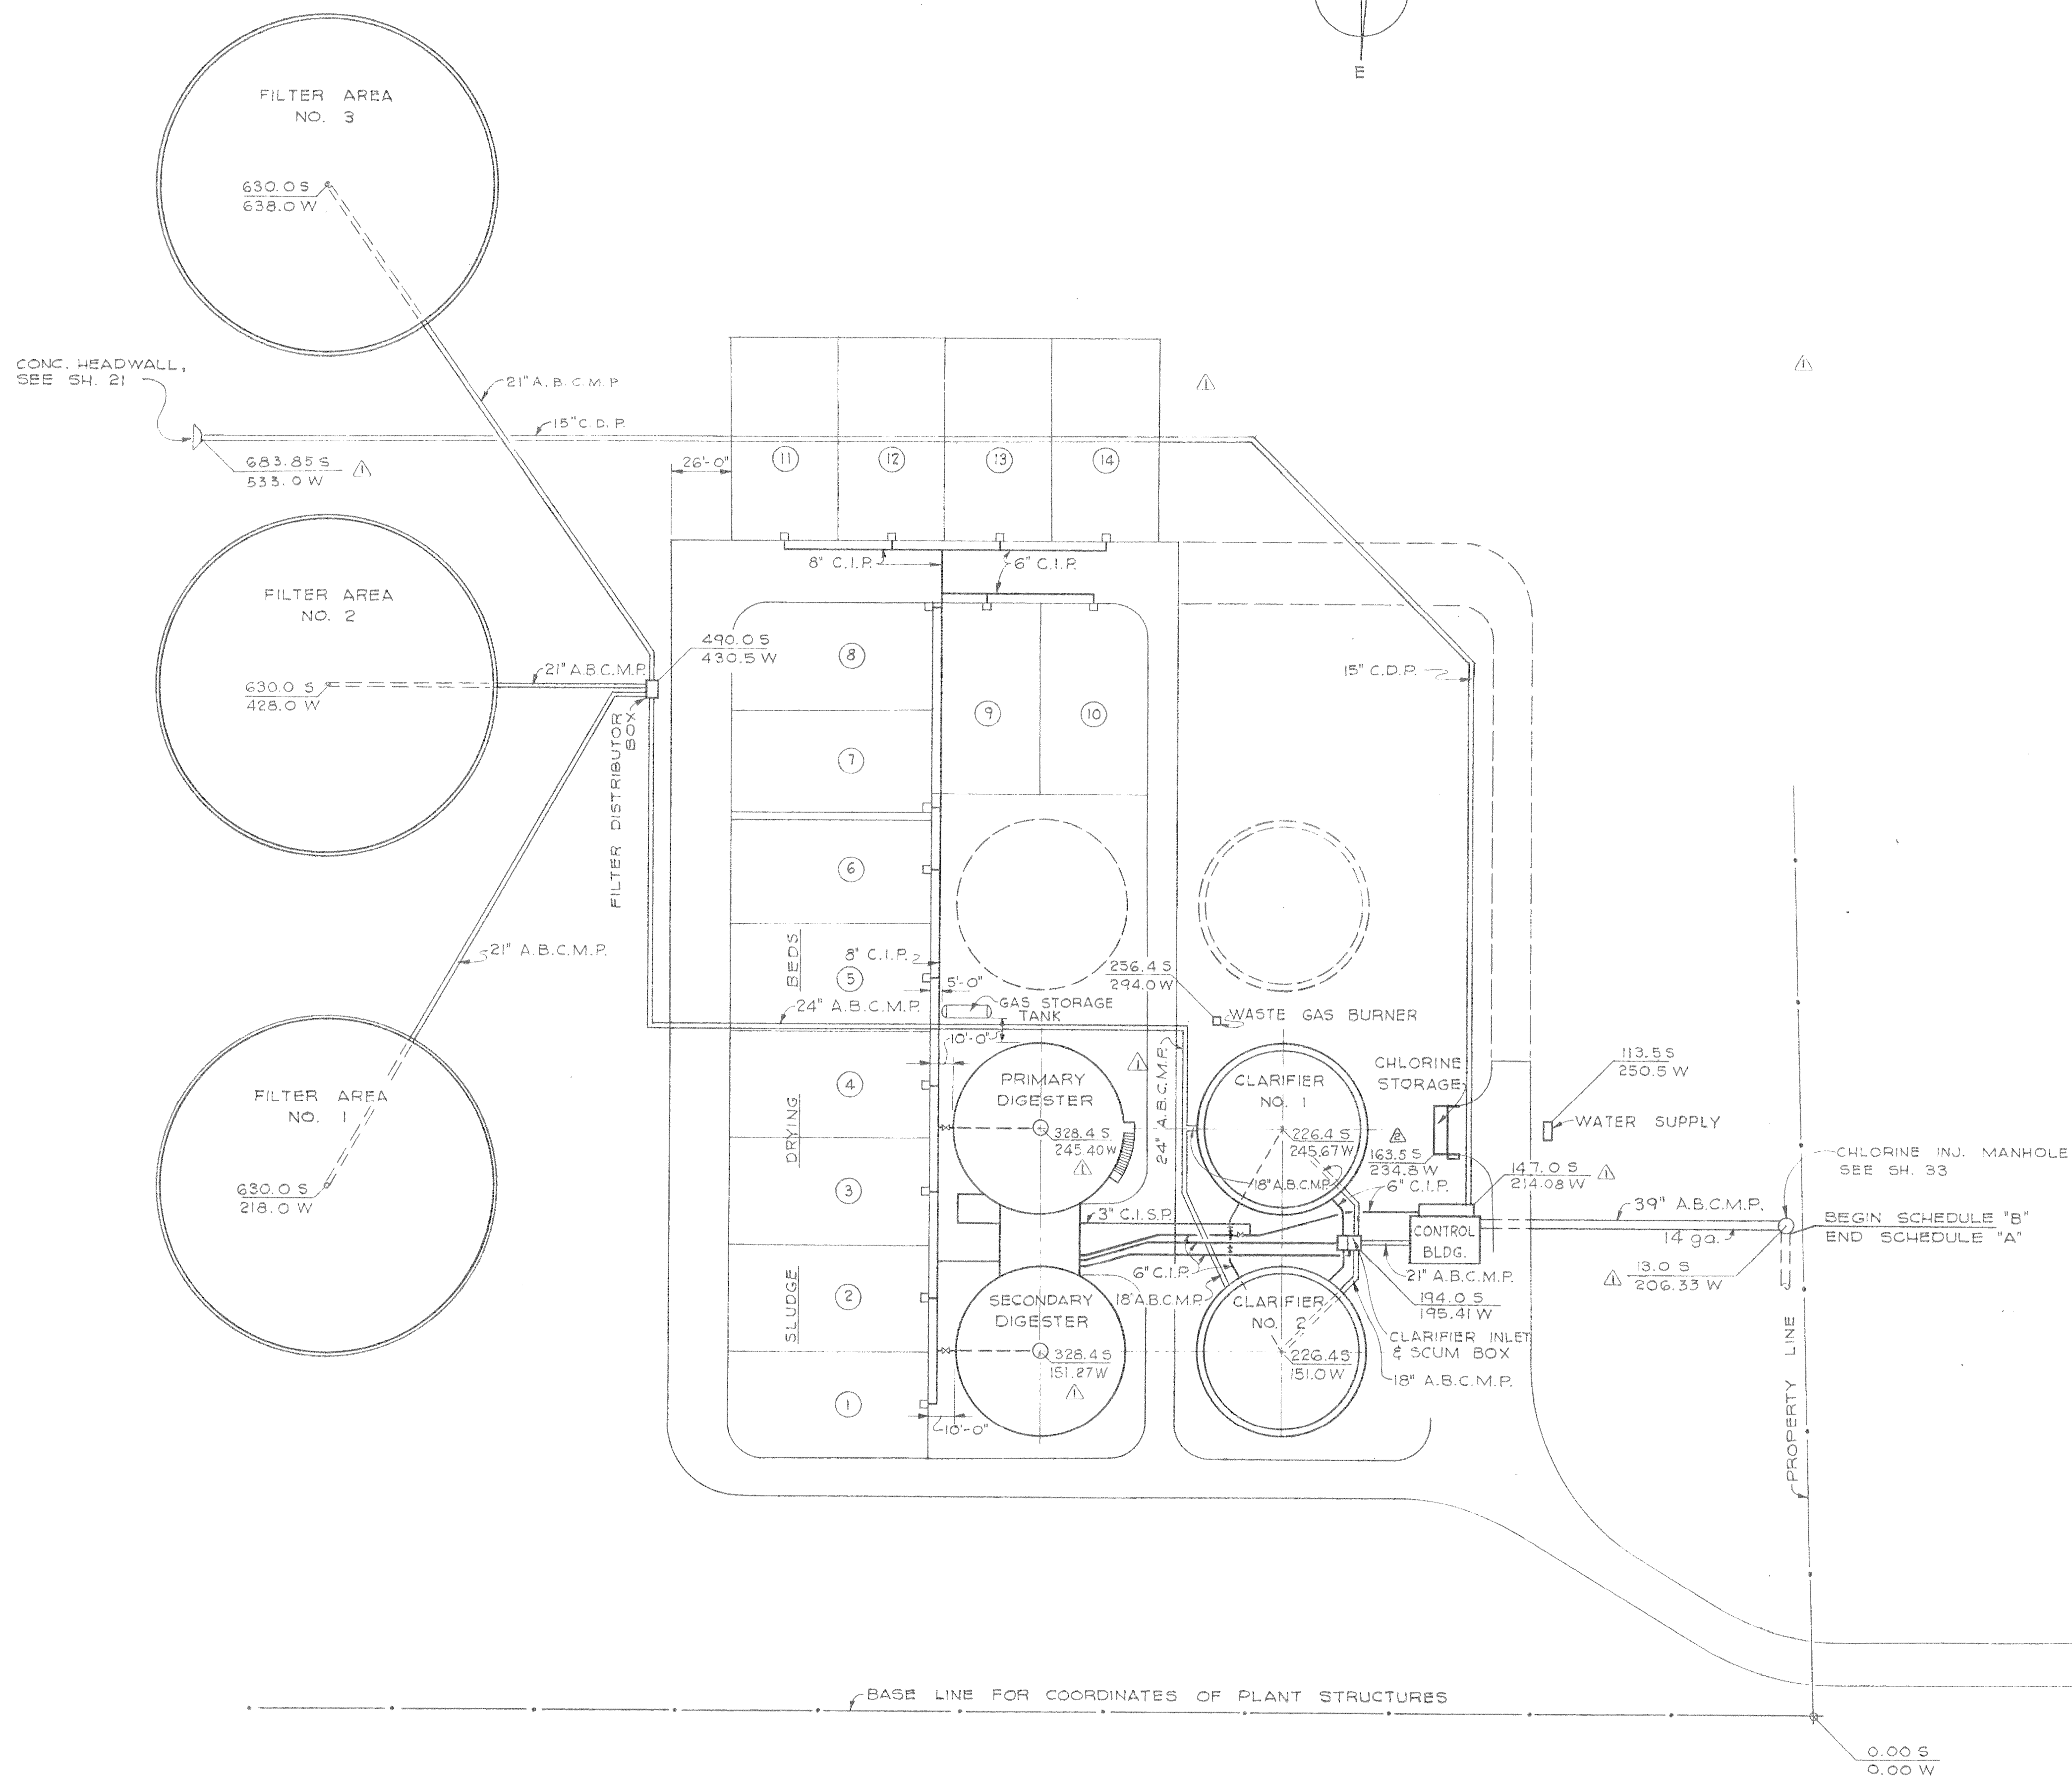 E
FILTER AREA
NO. 3
630.0 S
638.0 W
CONC. HEADWALL,
SEE SH. 21
21" A.B.C.M.P
15" C.D.P.
683.85 S
533.0 W
1
26'-0"
11
12
13
14
1
1
8" C.I.P.
6" C.I.P.
FILTER AREA
NO. 2
630.0 S
428.0 W
21" A.B.C.M.P.
490.0 S
430.5 W
FILTER DISTRIBUTOR
BOX
8
7
6
5
4
3
2
1
9
10
15" C.D.P.
SLUDGE DRYING BEDS
8" C.I.P.
5'-0"
21" A.B.C.M.P.
24" A.B.C.M.P.
GAS STORAGE
TANK
10'-0"
256.4 S
294.0 W
WASTE GAS BURNER
24" A.B.C.M.P.
FILTER AREA
NO. 1
630.0 S
218.0 W
PRIMARY
DIGESTER
328.4 S
245.40 W
1
1
CLARIFIER
NO. 1
226.4 S
245.67 W
CHLORINE
STORAGE
2
163.5 S
234.8 W
113.5 S
250.5 W
WATER SUPPLY
147.0 S
214.08 W
1
CHLORINE INJ. MANHOLE
SEE SH. 33
18" A.B.C.M.P.
6" C.I.P.
3" C.I.S.P.
CONTROL
BLDG.
39" A.B.C.M.P.
14 ga.
BEGIN SCHEDULE "B"
END SCHEDULE "A"
1
13.0 S
206.33 W
6" C.I.P.
18" A.B.C.M.P.
21" A.B.C.M.P.
194.0 S
195.41 W
SECONDARY
DIGESTER
328.4 S
151.27 W
1
CLARIFIER
NO. 2
226.4 S
151.0 W
CLARIFIER INLET
& SCUM BOX
18" A.B.C.M.P.
10'-0"
PROPERTY LINE
BASE LINE FOR COORDINATES OF PLANT STRUCTURES
0.00 S
0.00 W